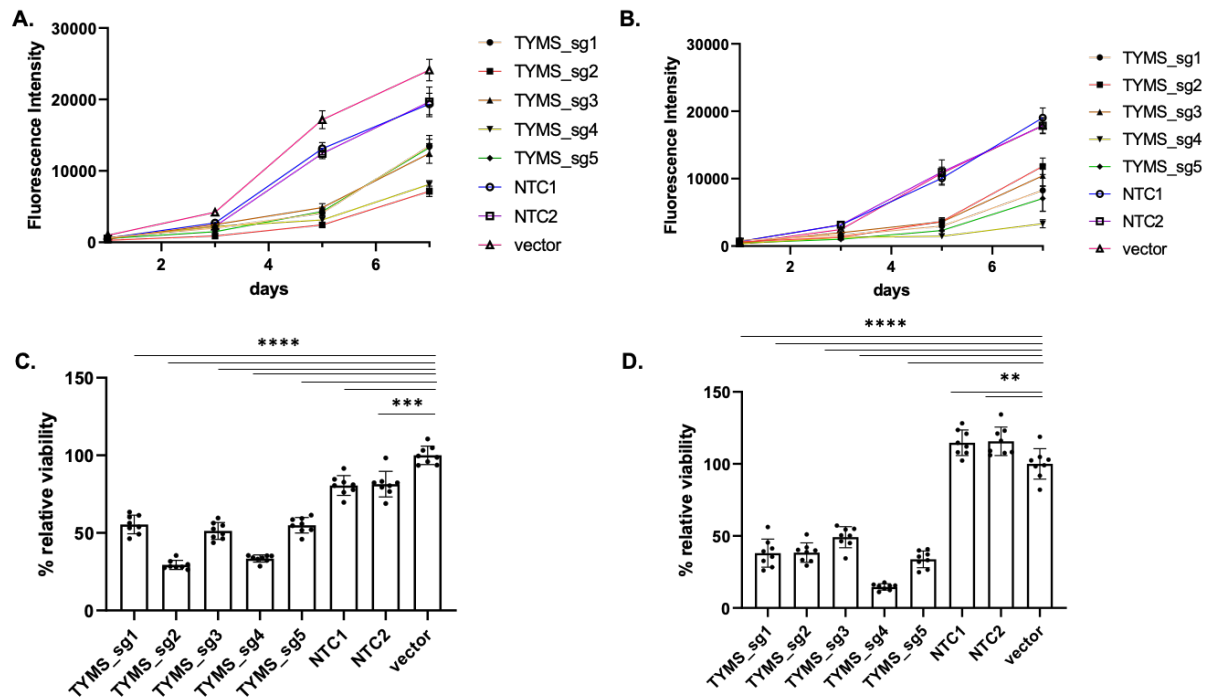 A.
30000
20000
10000
0
2
4
6
Fluorescence Intensity
days
TYMS_sg1
TYMS_sg2
TYMS_sg3
TYMS_sg4
TYMS_sg5
NTC1
NTC2
vector
B.
30000
20000
10000
0
2
4
6
Fluorescence Intensity
days
TYMS_sg1
TYMS_sg2
TYMS_sg3
TYMS_sg4
TYMS_sg5
NTC1
NTC2
vector
C.
****
***
150
100
50
0
% relative viability
TYMS_sg1
TYMS_sg2
TYMS_sg3
TYMS_sg4
TYMS_sg5
NTC1
NTC2
vector
D.
****
**
150
100
50
0
% relative viability
TYMS_sg1
TYMS_sg2
TYMS_sg3
TYMS_sg4
TYMS_sg5
NTC1
NTC2
vector